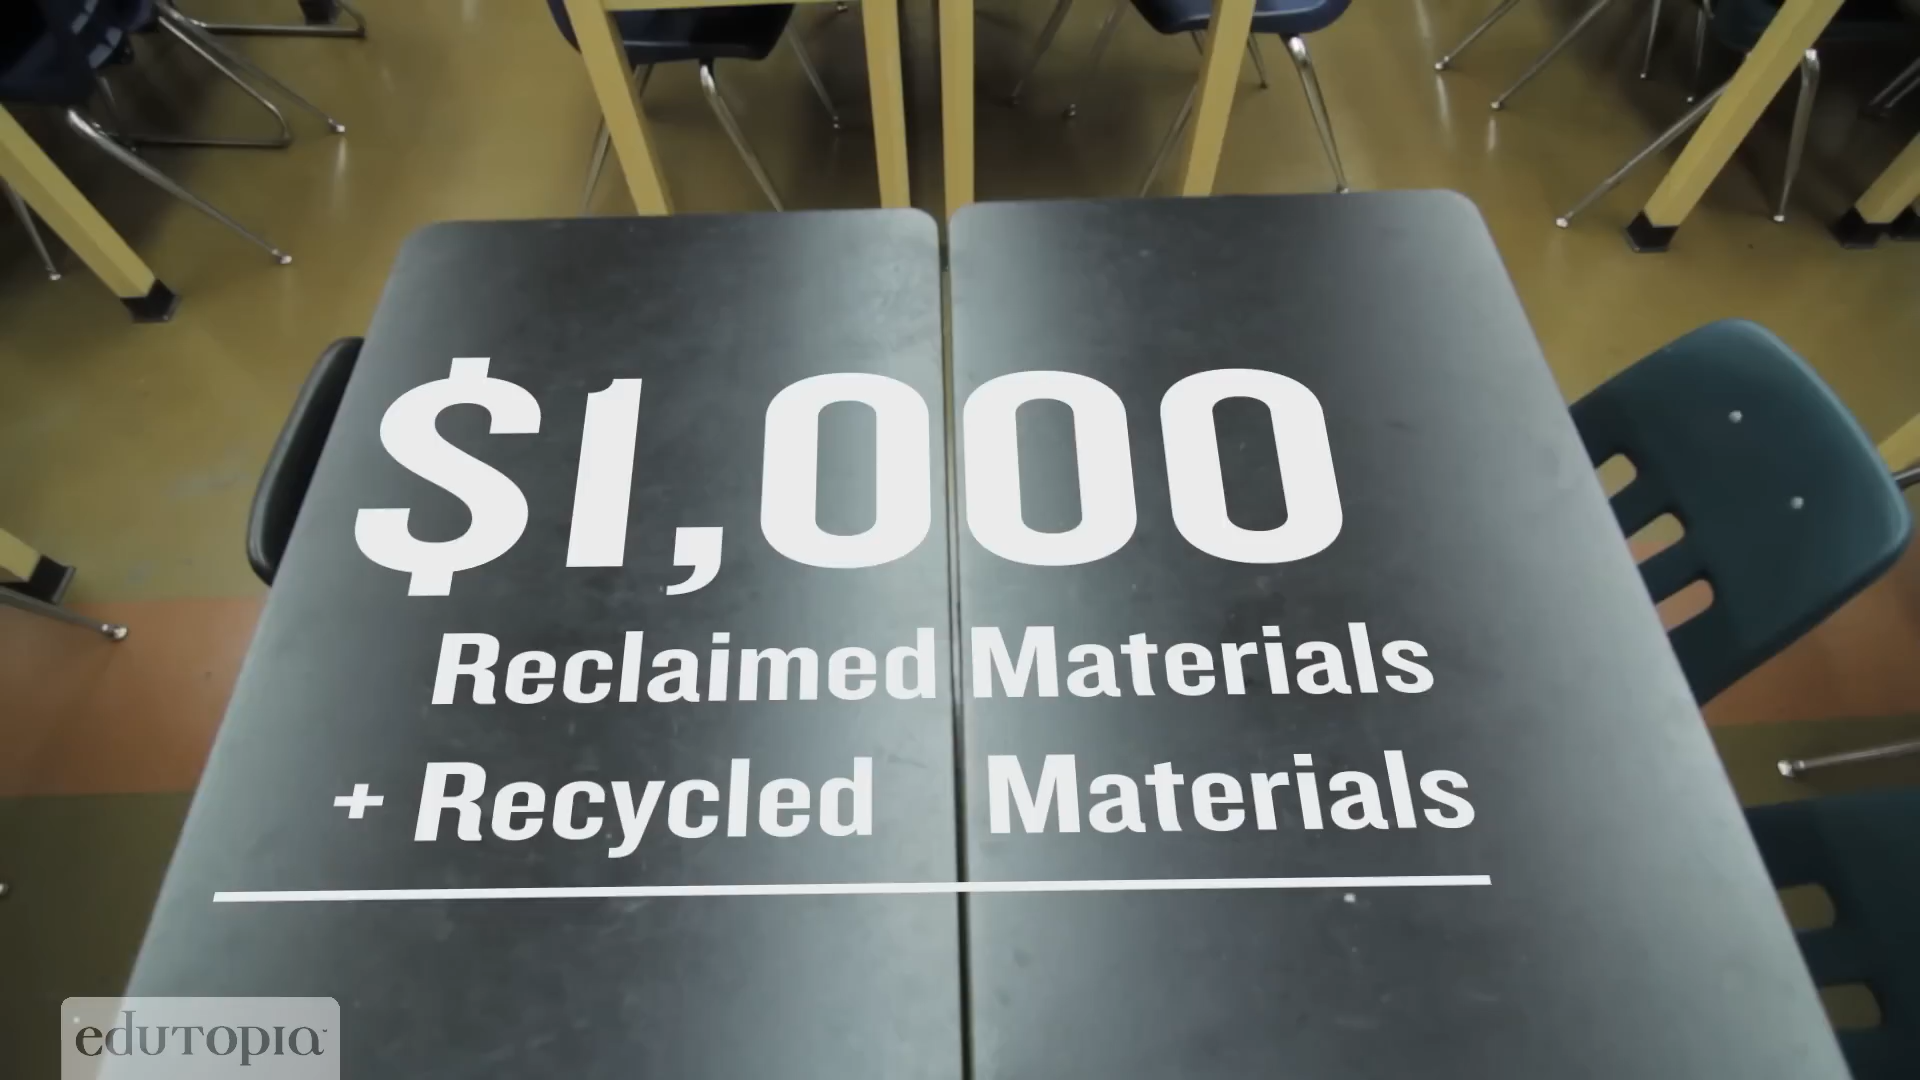 $1,000
Reclaimed Materials
+ Recycled Materials
edUTOPIA